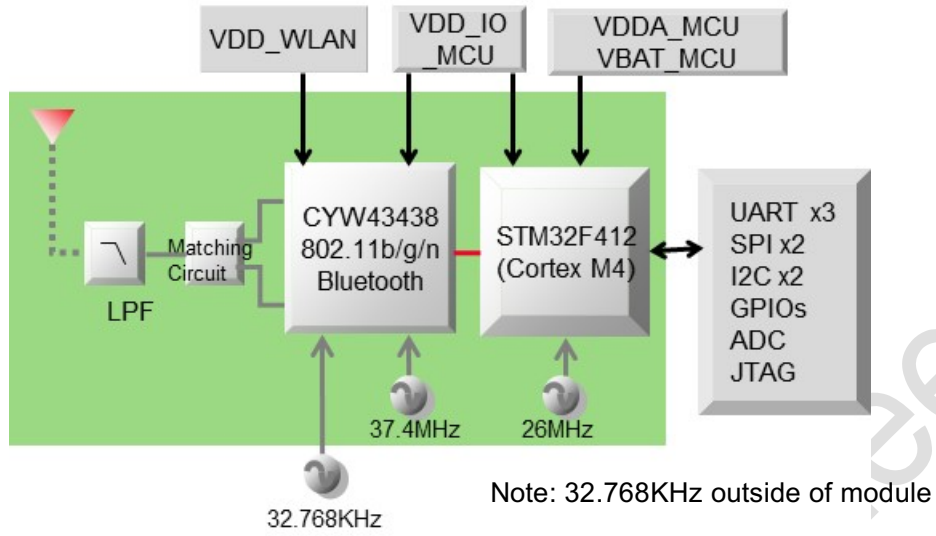 VDD_WLAN
VDD_IO
_MCU
VDDA_MCU
VBAT_MCU
CYW43438
802.11b/g/n
Bluetooth
STM32F412
(Cortex M4)
UART x3
SPI x2
I2C x2
GPIOs
ADC
JTAG
Matching
Circuit
LPF
37.4MHz
26MHz
32.768KHz
Note: 32.768KHz outside of module